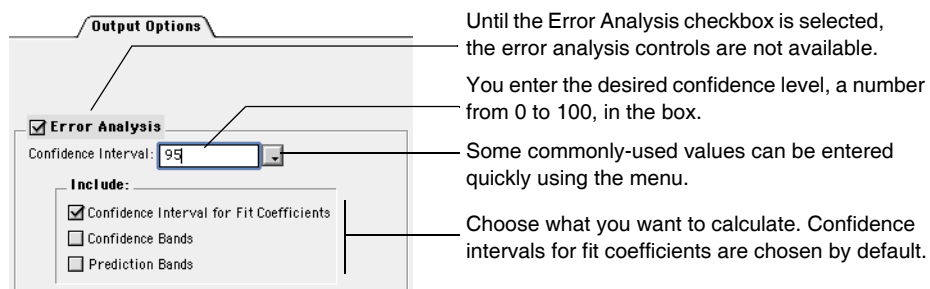 Output Options
Until the Error Analysis checkbox is selected,
the error analysis controls are not available.
You enter the desired confidence level, a number
from 0 to 100, in the box.
Error Analysis
Confidence Interval: 95
Some commonly-used values can be entered
quickly using the menu.
Include:
Confidence Interval for Fit Coefficients
Confidence Bands
Prediction Bands
Choose what you want to calculate. Confidence
intervals for fit coefficients are chosen by default.